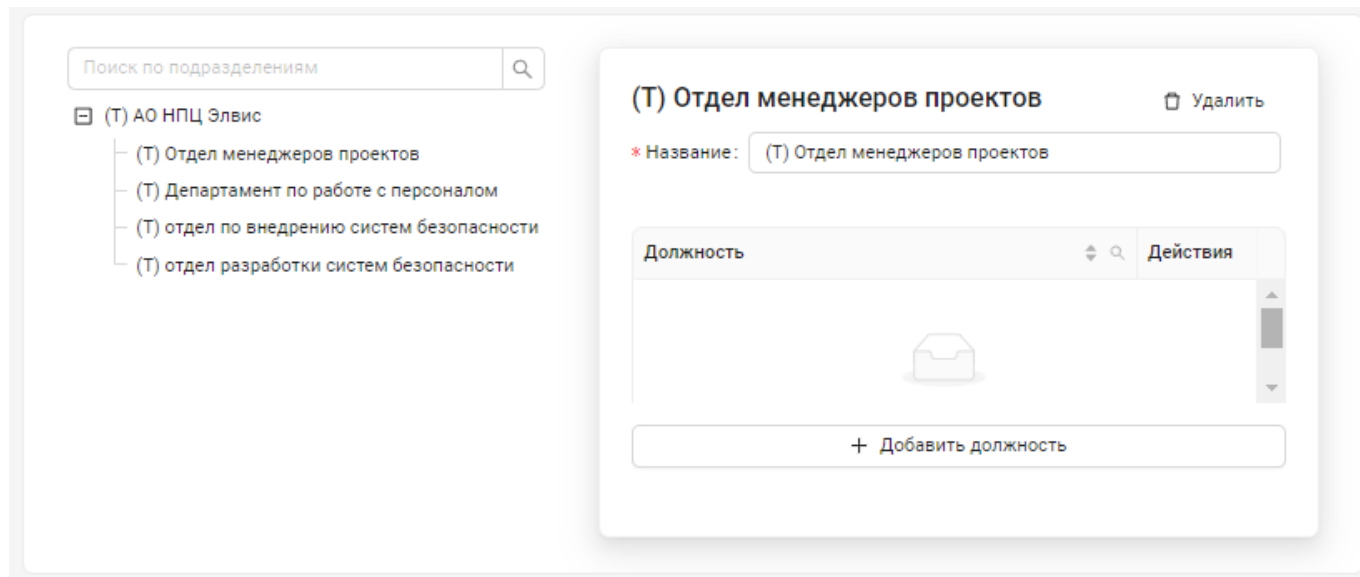 Поиск по подразделениям
(Т) АО НПЦ Элвис
(Т) Отдел менеджеров проектов
(Т) Департамент по работе с персоналом
(Т) отдел по внедрению систем безопасности
(Т) отдел разработки систем безопасности
(Т) Отдел менеджеров проектов
Удалить
* Название: (Т) Отдел менеджеров проектов
Должность Действия
+ Добавить должность